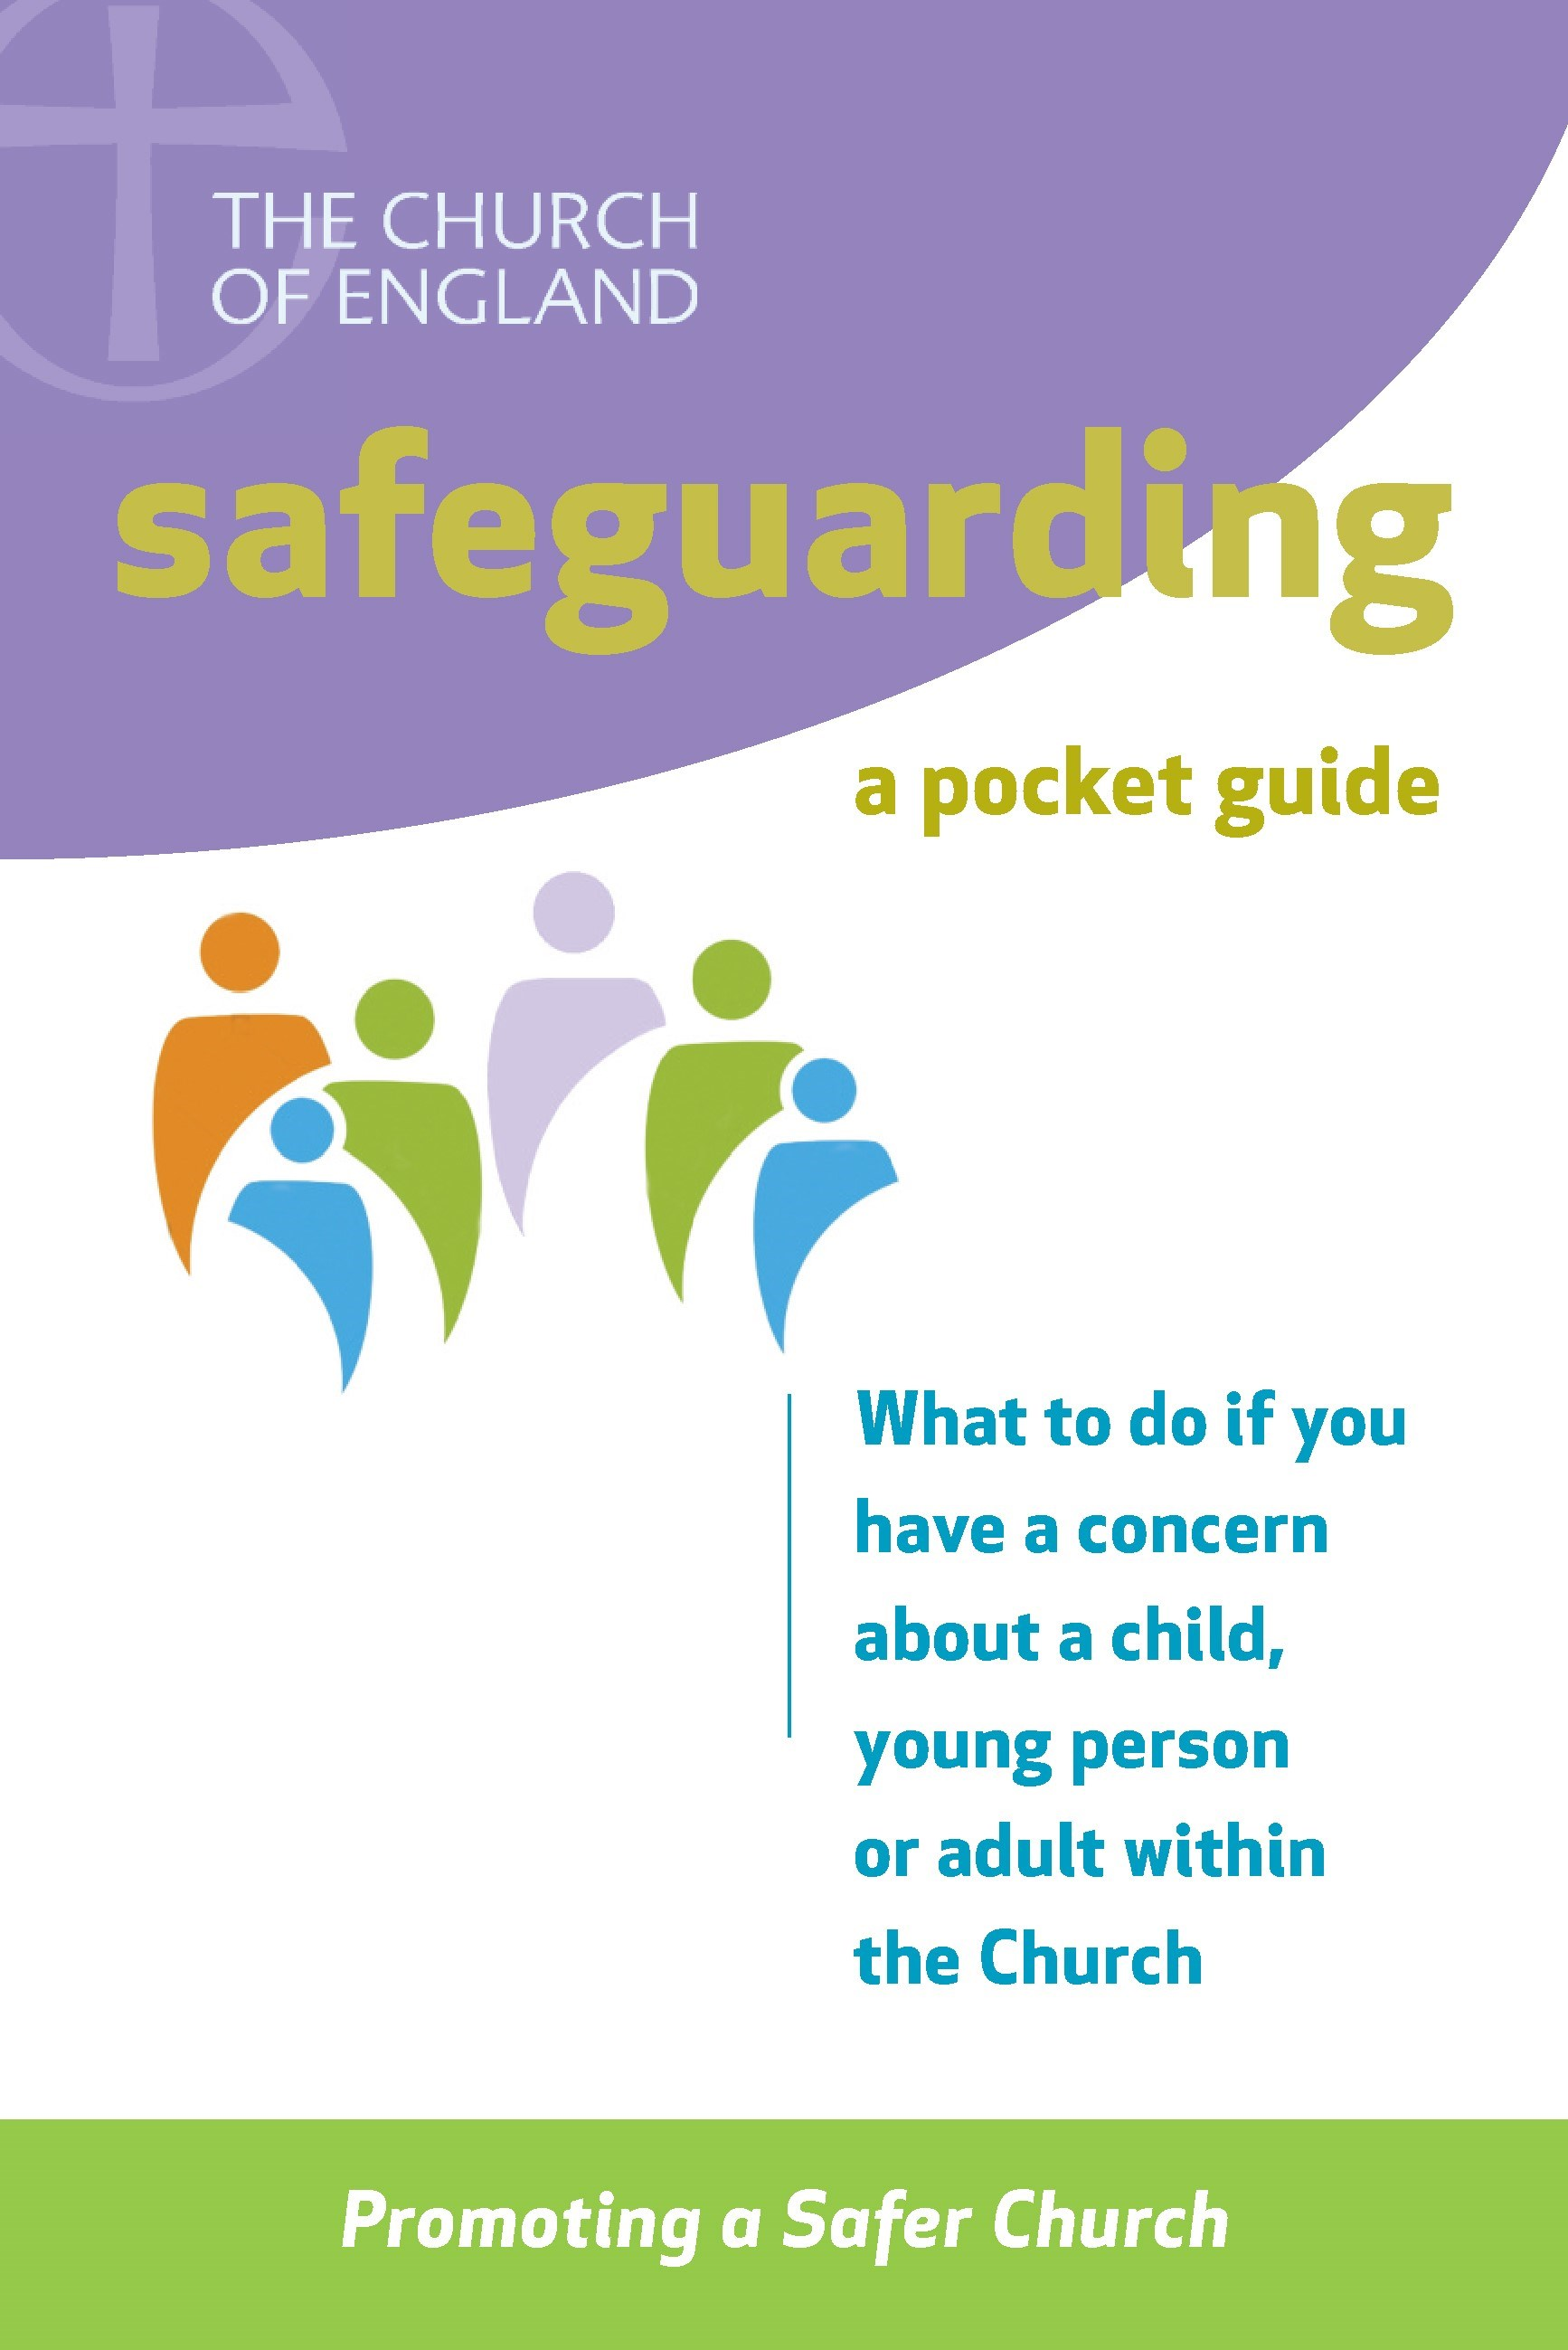 THE CHURCH
OF ENGLAND
safeguarding
a pocket guide
What to do if you
have a concern
about a child,
young person
or adult within
the Church
Promoting a Safer Church